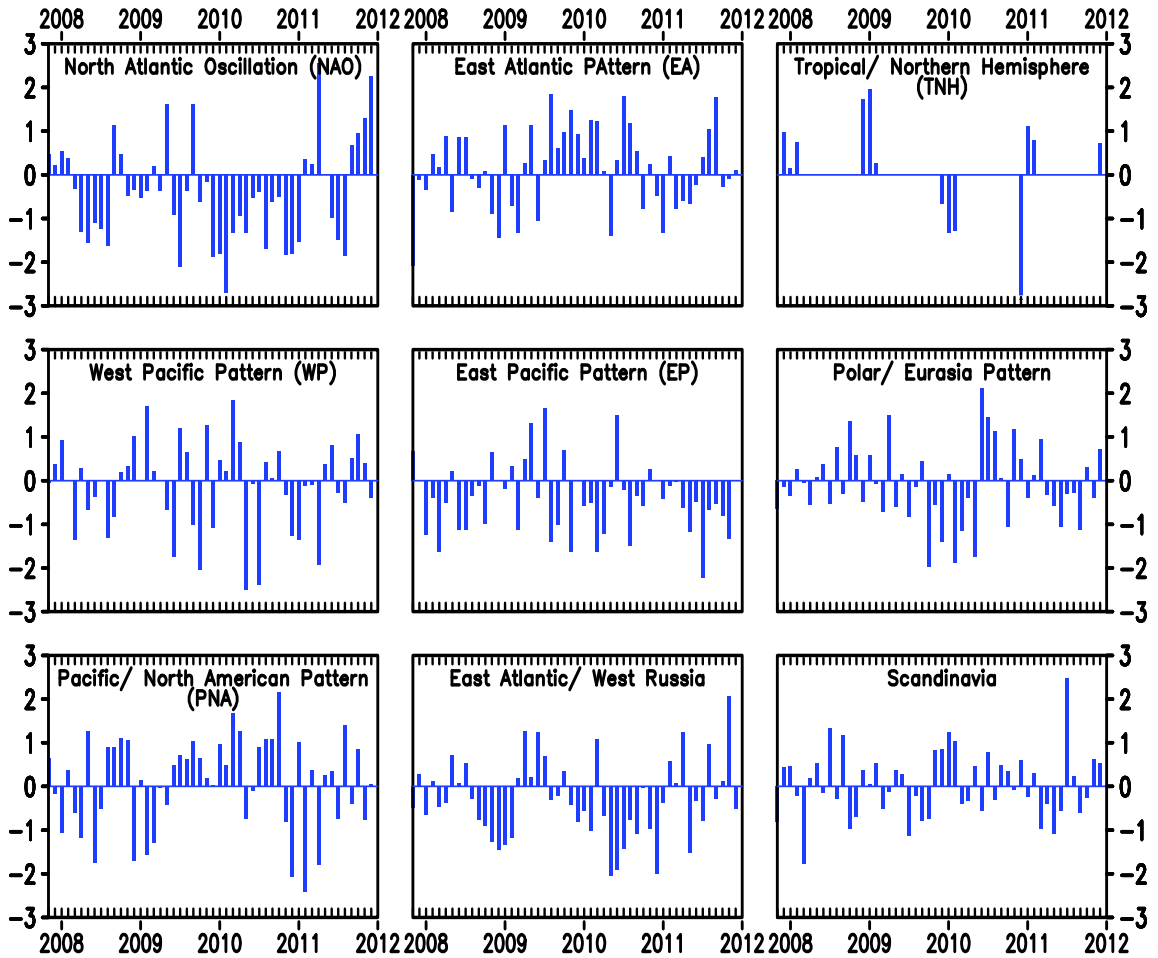 2008 2009 2010 2011 2012 2008 2009 2010 2011 2012 2008 2009 2010 2011 2012
3 North Atlantic Oscillation (NAO) East Atlantic PAttern (EA) Tropical/ Northern Hemisphere 3
(TNH)
2 2
1 1
0 0
−1 −1
−2 −2
−3 −3
3 West Pacific Pattern (WP) East Pacific Pattern (EP) Polar/ Eurasia Pattern 3
2 2
1 1
0 0
−1 −1
−2 −2
−3 −3
3 Pacific/ North American Pattern East Atlantic/ West Russia Scandinavia 3
(PNA)
2 2
1 1
0 0
−1 −1
−2 −2
−3 −3
2008 2009 2010 2011 2012 2008 2009 2010 2011 2012 2008 2009 2010 2011 2012